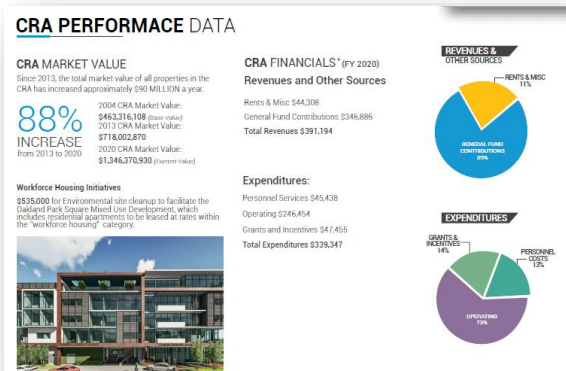 CRA PERFORMACE DATA
CRA MARKET VALUE
Since 2013, the total market value of all properties in the
CRA has increased approximately $90 MILLION a year.
88%
INCREASE
from 2013 to 2020
2004 CRA Market Value:
$463,316,108 (Base Value)
2013 CRA Market Value:
$718,002,870
2020 CRA Market Value:
$1,346,370,930 (Current Value)
Workforce Housing Initiatives
$535,000 for Environmental site cleanup to facilitate the
Oakland Park Square Mixed Use Development, which
includes residential apartments to be leased at rates within
the "workforce housing" category.
CRA FINANCIALS* (FY 2020)
Revenues and Other Sources
Rents & Misc $44,308
General Fund Contributions $346,886
Total Revenues $391,194
Expenditures:
Personnel Services $45,438
Operating $246,454
Grants and Incentives $47,455
Total Expenditures $339,347
REVENUES &
OTHER SOURCES
RENTS & MISC
11%
GENERAL FUND
CONTRIBUTIONS
89%
EXPENDITURES
GRANTS &
INCENTIVES
14%
PERSONNEL
COSTS
13%
OPERATING
73%